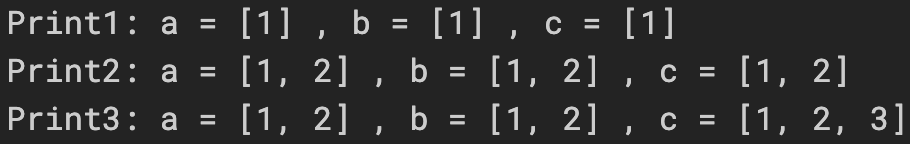 Print1: a = [1] , b = [1] , c = [1]
Print2: a = [1, 2] , b = [1, 2] , c = [1, 2]
Print3: a = [1, 2] , b = [1, 2] , c = [1, 2, 3]